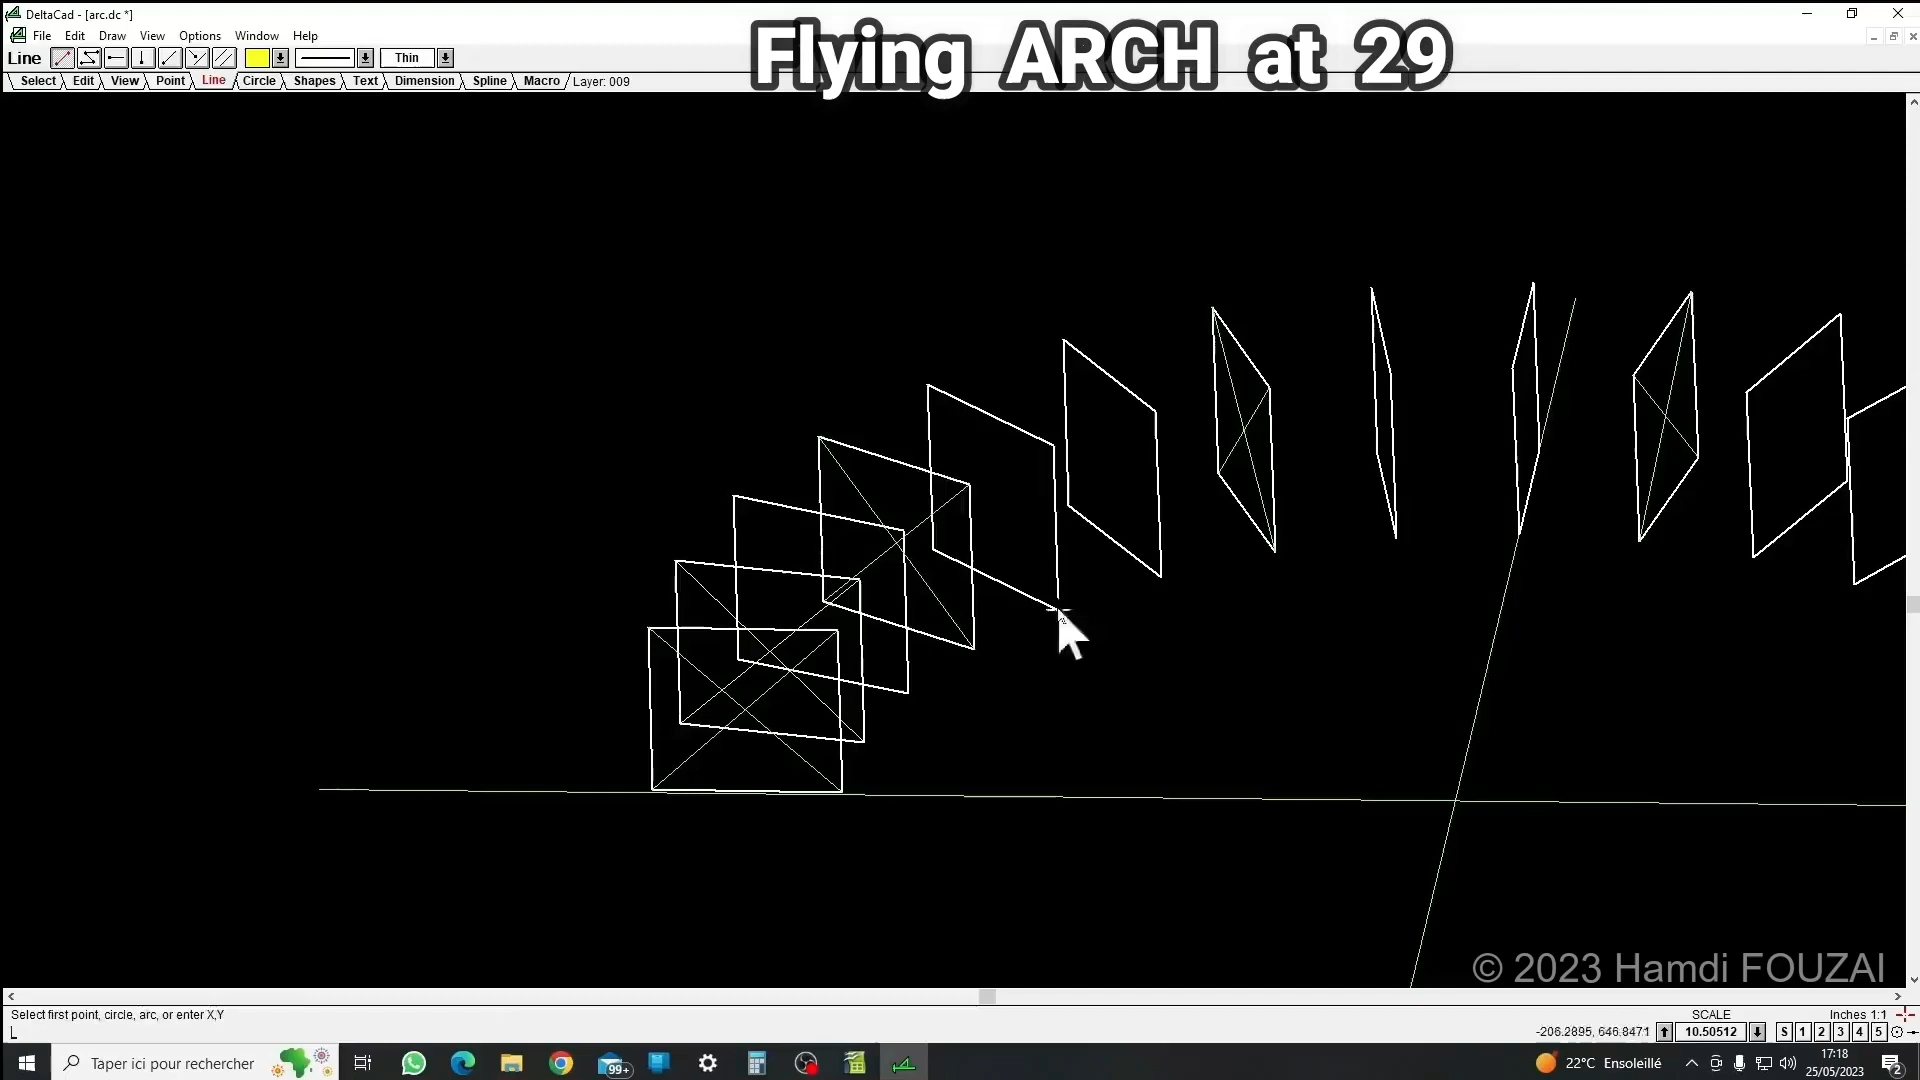 DeltaCad - [arc.dc *]
Flying ARCH at 29
File Edit Draw View Options Window Help
Line Thin
Select Edit View Point Line Circle Shapes Text Dimension Spline Macro Layer: 009
© 2023 Hamdi FOUZAI
Select first point, circle, arc, or enter X,Y
SCALE Inches 1:1
-206.2895, 646.8471 10.50512 S 1 2 3 4 5
Taper ici pour rechercher 99+ 22°C Ensoleillé 17:18
25/05/2023 2